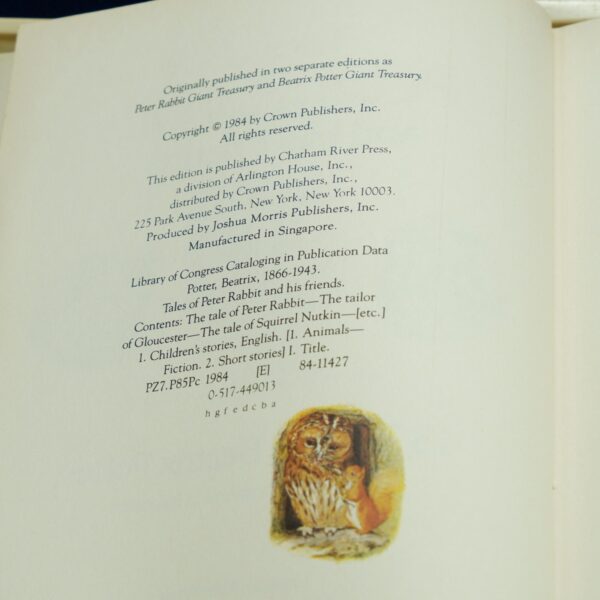 Originally published in two separate editions as
Peter Rabbit Giant Treasury and Beatrix Potter Giant Treasury.
Copyright © 1984 by Crown Publishers, Inc.
All rights reserved.
This edition is published by Chatham River Press,
a division of Arlington House, Inc.,
distributed by Crown Publishers, Inc.,
225 Park Avenue South, New York, New York 10003.
Produced by Joshua Morris Publishers, Inc.
Manufactured in Singapore.
Library of Congress Cataloging in Publication Data
Potter, Beatrix, 1866-1943.
Tales of Peter Rabbit and his friends.
Contents: The tale of Peter Rabbit—The tailor
of Gloucester—The tale of Squirrel Nutkin—[etc.]
1. Children's stories, English. [1. Animals—
Fiction. 2. Short stories] I. Title.
PZ7.P85Pc 1984 [E] 84-11427
0-517-449013
h g f e d c b a